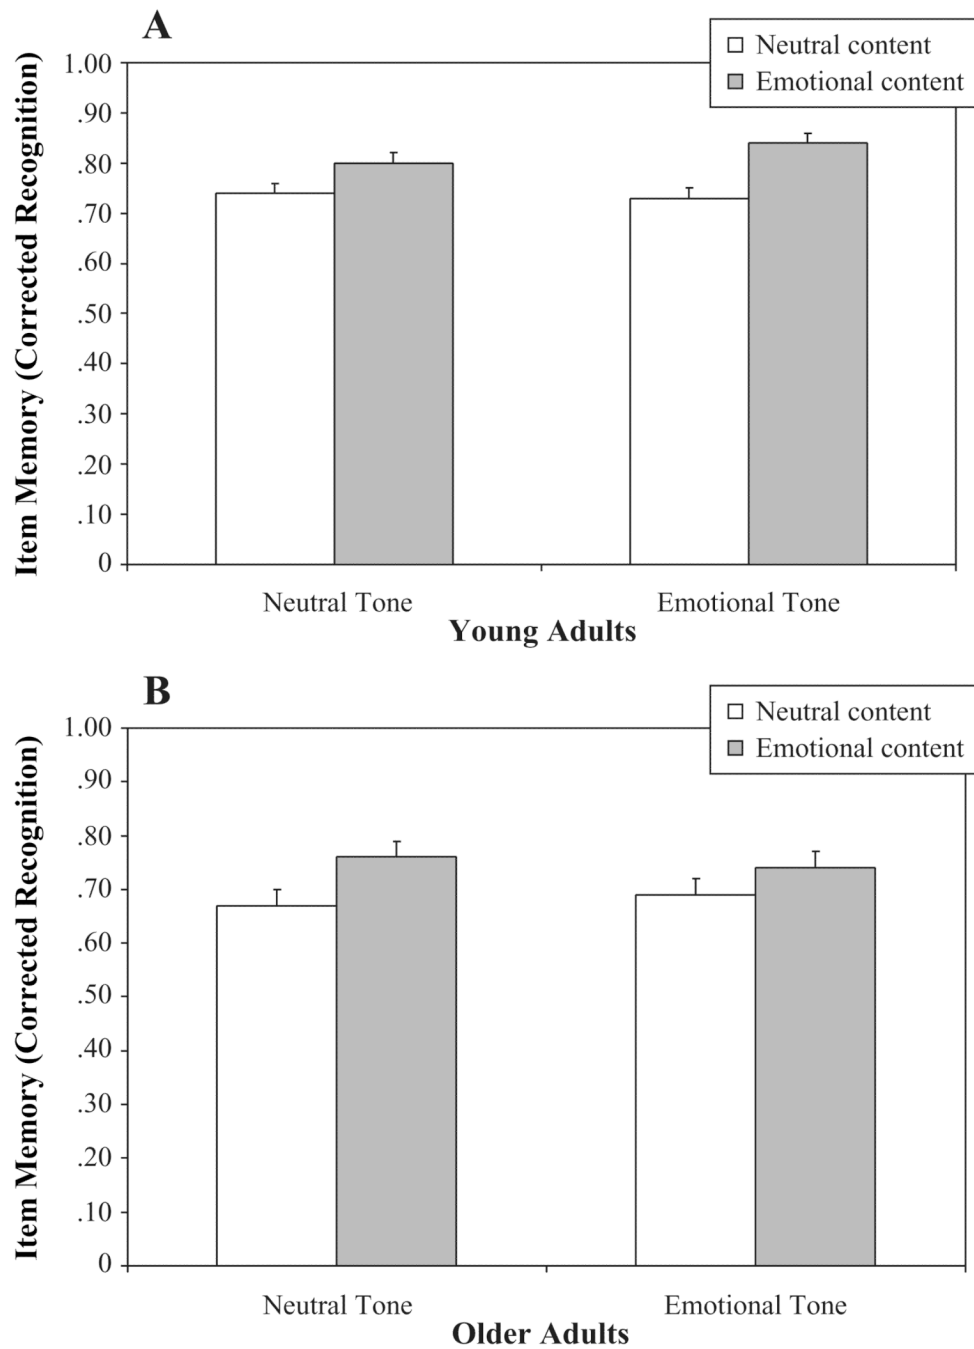 A
Neutral content
Emotional content
1.00
.90
.80
.70
.60
.50
.40
.30
.20
.10
0
Item Memory (Corrected Recognition)
Neutral Tone
Emotional Tone
Young Adults
B
Neutral content
Emotional content
1.00
.90
.80
.70
.60
.50
.40
.30
.20
.10
0
Item Memory (Corrected Recognition)
Neutral Tone
Emotional Tone
Older Adults